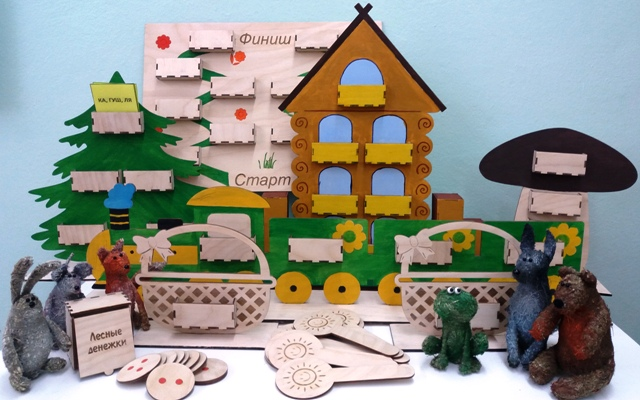 Финиш
КА, ГУШ, ЛЯ
Старт
Лесные
денежки